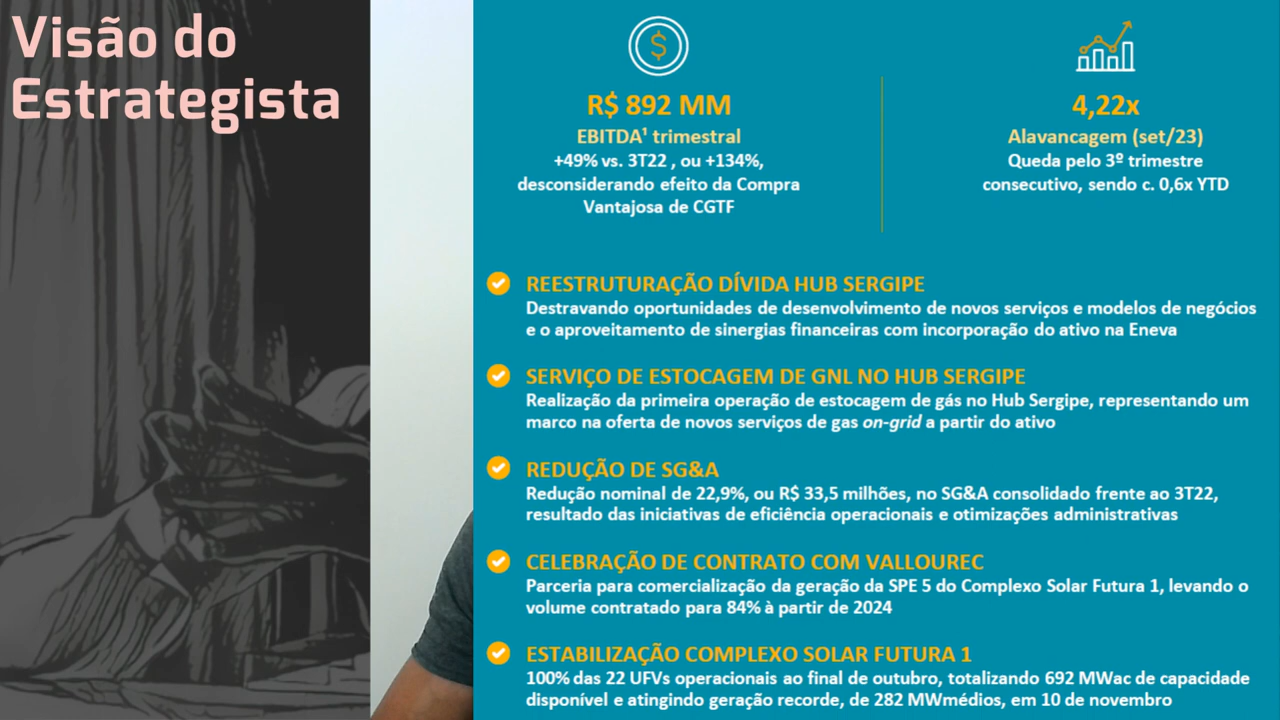 Visão do
Estrategista
R$ 892 MM
EBITDA¹ trimestral
+49% vs. 3T22 , ou +134%,
desconsiderando efeito da Compra
Vantajosa de CGTF
4,22x
Alavancagem (set/23)
Queda pelo 3º trimestre
consecutivo, sendo c. 0,6x YTD
REESTRUTURAÇÃO DÍVIDA HUB SERGIPE
Destravando oportunidades de desenvolvimento de novos serviços e modelos de negócios
e o aproveitamento de sinergias financeiras com incorporação do ativo na Eneva
SERVIÇO DE ESTOCAGEM DE GNL NO HUB SERGIPE
Realização da primeira operação de estocagem de gás no Hub Sergipe, representando um
marco na oferta de novos serviços de gas on-grid a partir do ativo
REDUÇÃO DE SG&A
Redução nominal de 22,9%, ou R$ 33,5 milhões, no SG&A consolidado frente ao 3T22,
resultado das iniciativas de eficiência operacionais e otimizações administrativas
CELEBRAÇÃO DE CONTRATO COM VALLOUREC
Parceria para comercialização da geração da SPE 5 do Complexo Solar Futura 1, levando o
volume contratado para 84% à partir de 2024
ESTABILIZAÇÃO COMPLEXO SOLAR FUTURA 1
100% das 22 UFVs operacionais ao final de outubro, totalizando 692 MWac de capacidade
disponível e atingindo geração recorde, de 282 MWmédios, em 10 de novembro
$